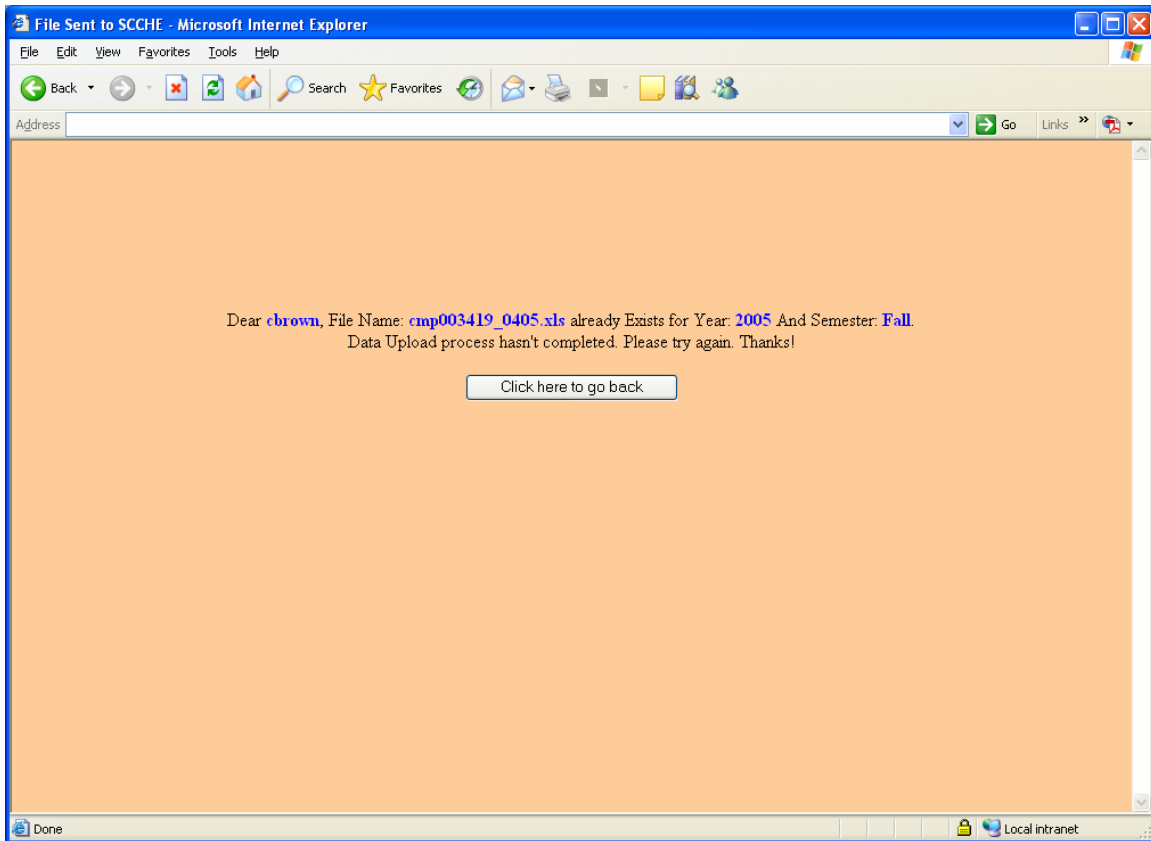 File Sent to SCCHE - Microsoft Internet Explorer
File Edit View Favorites Tools Help
Back Search Favorites
Address Go Links »
Dear cbrown, File Name: cmp003419_0405.xls already Exists for Year: 2005 And Semester: Fall.
Data Upload process hasn't completed. Please try again. Thanks!
Click here to go back
Done Local intranet